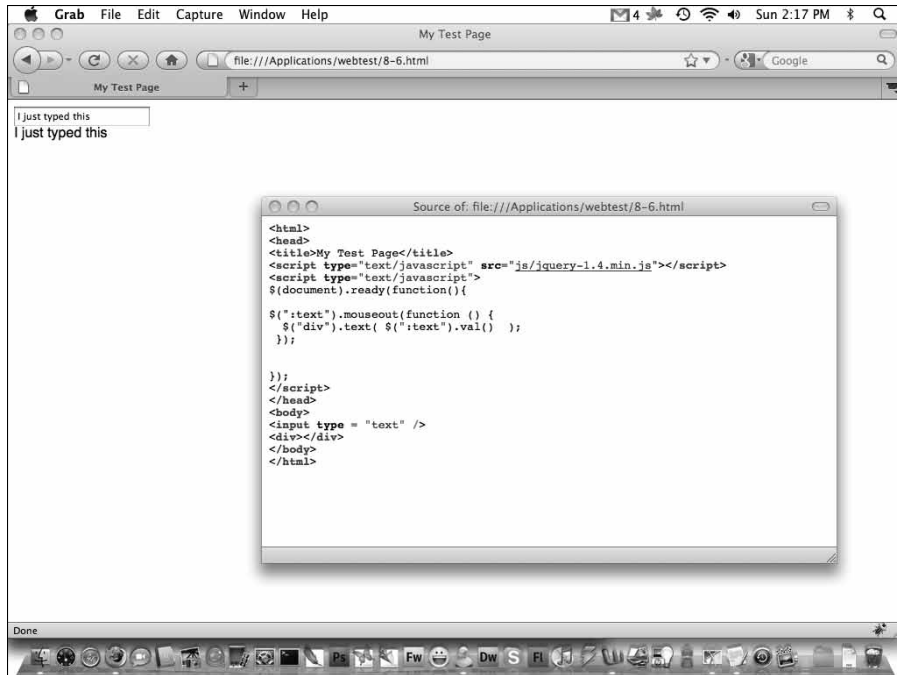 Grab File Edit Capture Window Help 4 Sun 2:17 PM
My Test Page
file:///Applications/webtest/8-6.html Google
My Test Page +
I just typed this
I just typed this
Source of: file:///Applications/webtest/8-6.html
<html>
<head>
<title>My Test Page</title>
<script type="text/javascript" src="js/jquery-1.4.min.js"></script>
<script type="text/javascript">
$(document).ready(function(){
$(":text").mouseout(function () {
$("div").text( $(":text").val() );
});
});
</script>
</head>
<body>
<input type = "text" />
<div></div>
</body>
</html>
Done
Ps Fw Dw S Fl